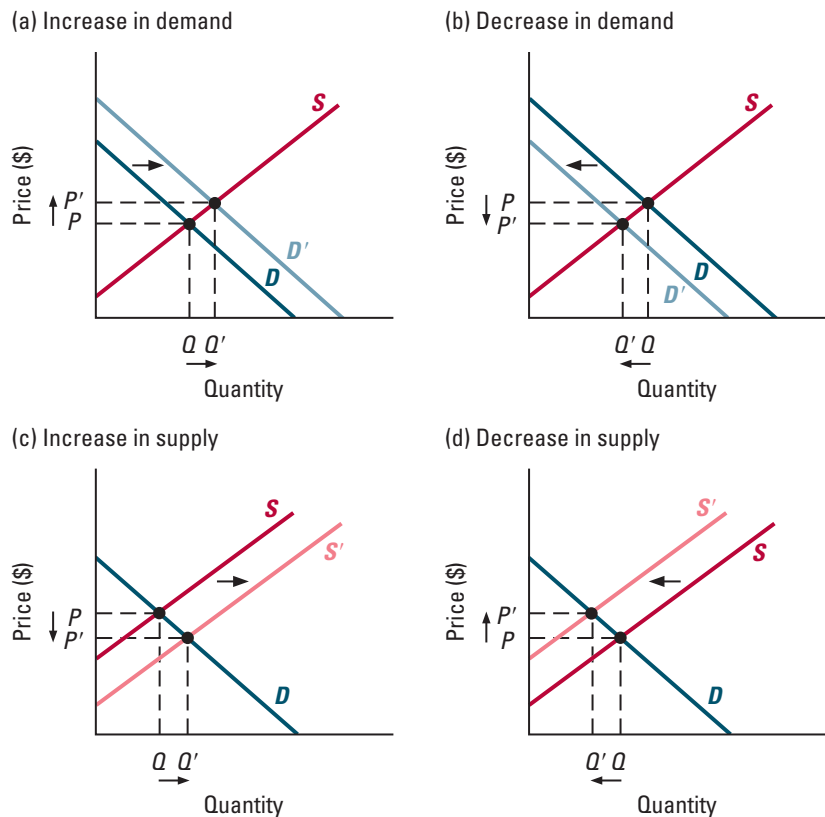 (a) Increase in demand
Price ($)
P′
P
S
D′
D
Q Q′
Quantity
(b) Decrease in demand
Price ($)
P
P′
S
D
D′
Q′ Q
Quantity
(c) Increase in supply
Price ($)
P
P′
S
S′
D
Q Q′
Quantity
(d) Decrease in supply
Price ($)
P′
P
S′
S
D
Q′ Q
Quantity